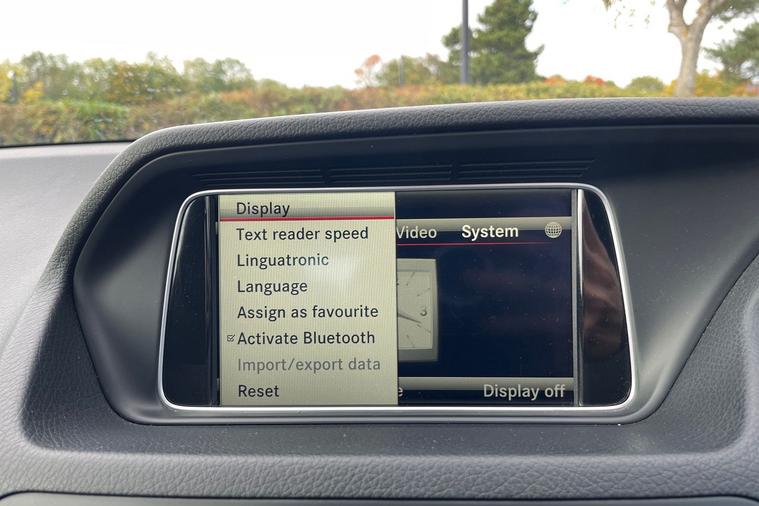 Display
Text reader speed
Linguatronic
Language
Assign as favourite
Activate Bluetooth
Import/export data
Reset
Video System
e Display off